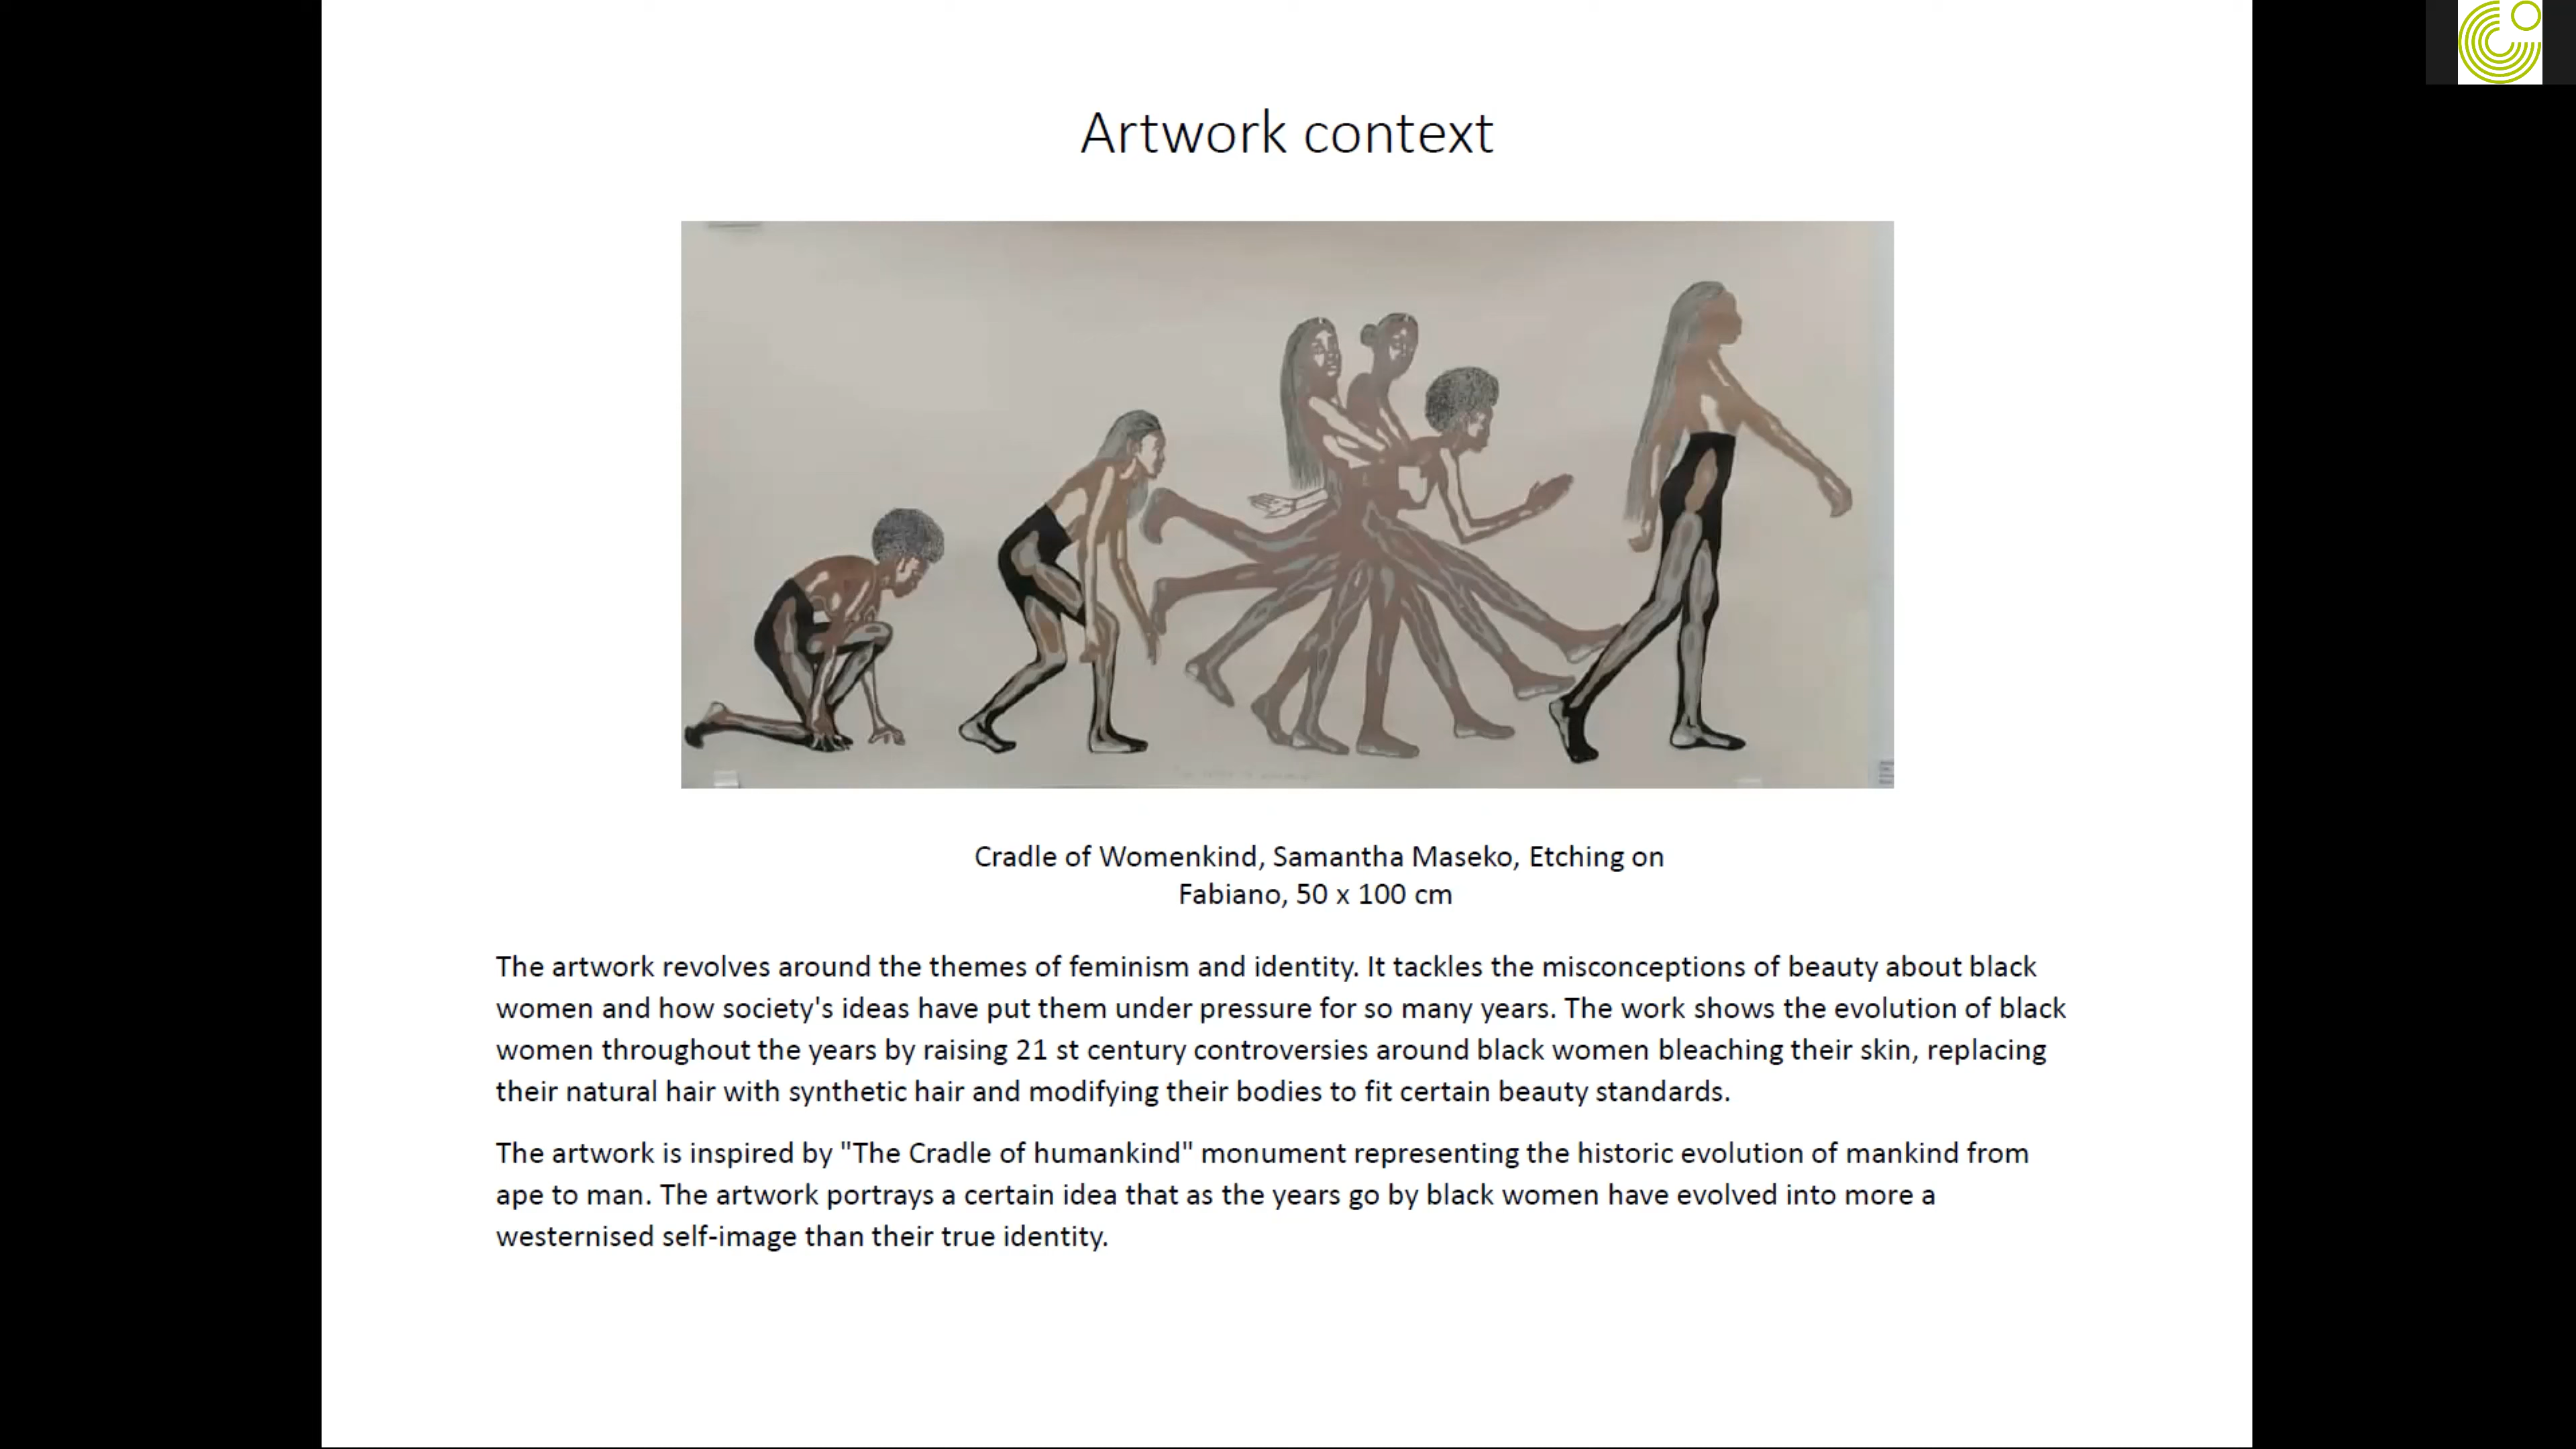 Artwork context
Cradle of Womenkind, Samantha Maseko, Etching on
Fabiano, 50 x 100 cm
The artwork revolves around the themes of feminism and identity. It tackles the misconceptions of beauty about black
women and how society's ideas have put them under pressure for so many years. The work shows the evolution of black
women throughout the years by raising 21 st century controversies around black women bleaching their skin, replacing
their natural hair with synthetic hair and modifying their bodies to fit certain beauty standards.
The artwork is inspired by "The Cradle of humankind" monument representing the historic evolution of mankind from
ape to man. The artwork portrays a certain idea that as the years go by black women have evolved into more a
westernised self-image than their true identity.